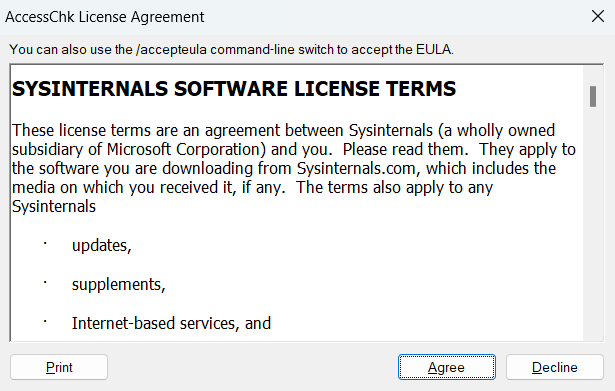 AccessChk License Agreement
You can also use the /accepteula command-line switch to accept the EULA.
SYSINTERNALS SOFTWARE LICENSE TERMS
These license terms are an agreement between Sysinternals (a wholly owned
subsidiary of Microsoft Corporation) and you.  Please read them.  They apply to
the software you are downloading from Sysinternals.com, which includes the
media on which you received it, if any.  The terms also apply to any
Sysinternals
· updates,
· supplements,
· Internet-based services, and
Print Agree Decline